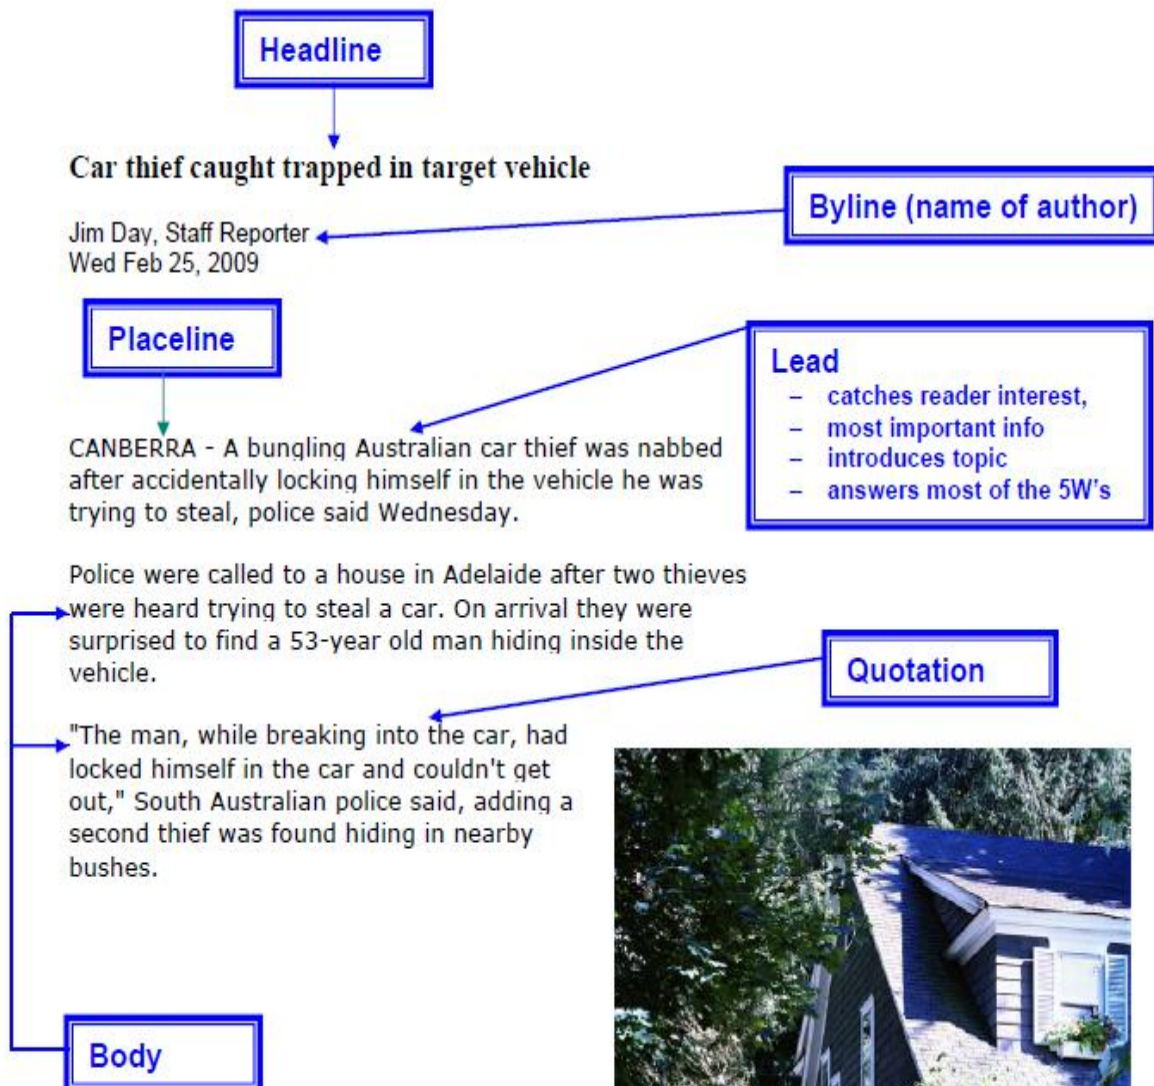 Headline
Car thief caught trapped in target vehicle
Byline (name of author)
Jim Day, Staff Reporter
Wed Feb 25, 2009
Placeline
Lead
– catches reader interest,
– most important info
– introduces topic
– answers most of the 5W's
CANBERRA - A bungling Australian car thief was nabbed
after accidentally locking himself in the vehicle he was
trying to steal, police said Wednesday.
Police were called to a house in Adelaide after two thieves
were heard trying to steal a car. On arrival they were
surprised to find a 53-year old man hiding inside the
vehicle.
Quotation
"The man, while breaking into the car, had
locked himself in the car and couldn't get
out," South Australian police said, adding a
second thief was found hiding in nearby
bushes.
Body